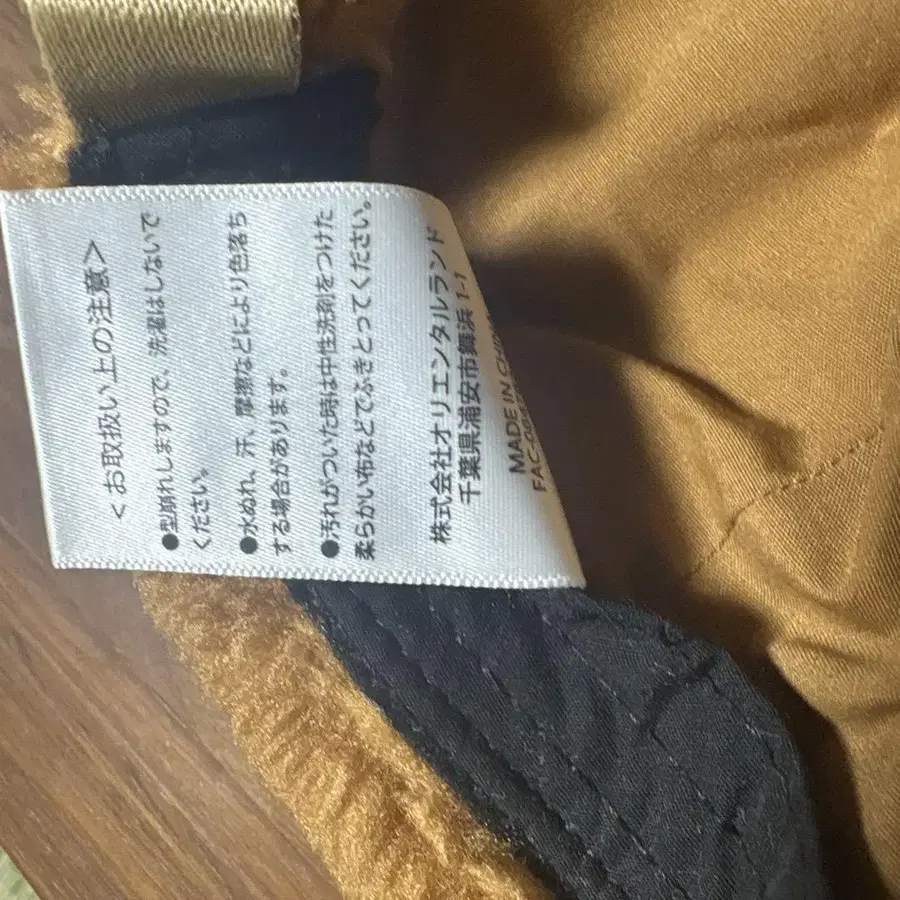 <お取扱い上の注意>
●型崩れしますので、洗濯はしないで
ください。
●水ぬれ、汗、摩擦などにより色落ち
する場合があります。
●汚れがついた時は中性洗剤をつけた
柔らかい布などでふきとってください。
株式会社オリエンタルランド
千葉県浦安市舞浜 1-1
MADE IN